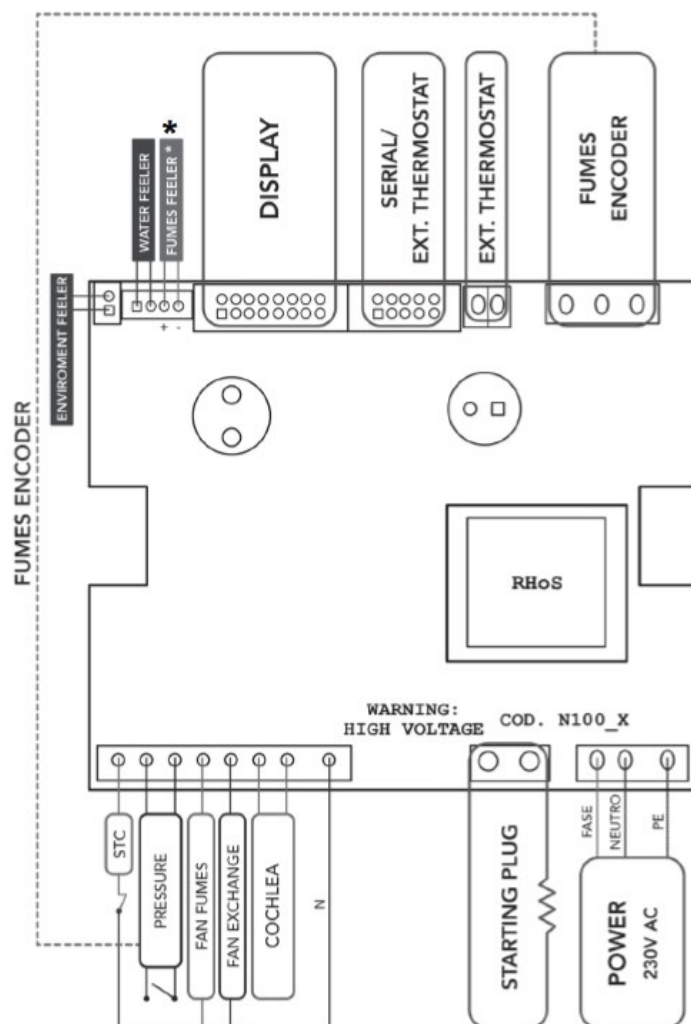 *
WATER FEELER
FUMES FEELER *
ENVIROMENT FEELER
DISPLAY
SERIAL/
EXT. THERMOSTAT
EXT. THERMOSTAT
FUMES
ENCODER
+ -
FUMES ENCODER
RHoS
WARNING:
HIGH VOLTAGE
COD. N100_X
STC
PRESSURE
FAN FUMES
FAN EXCHANGE
COCHLEA
N
STARTING PLUG
FASE
NEUTRO
PE
POWER
230V AC